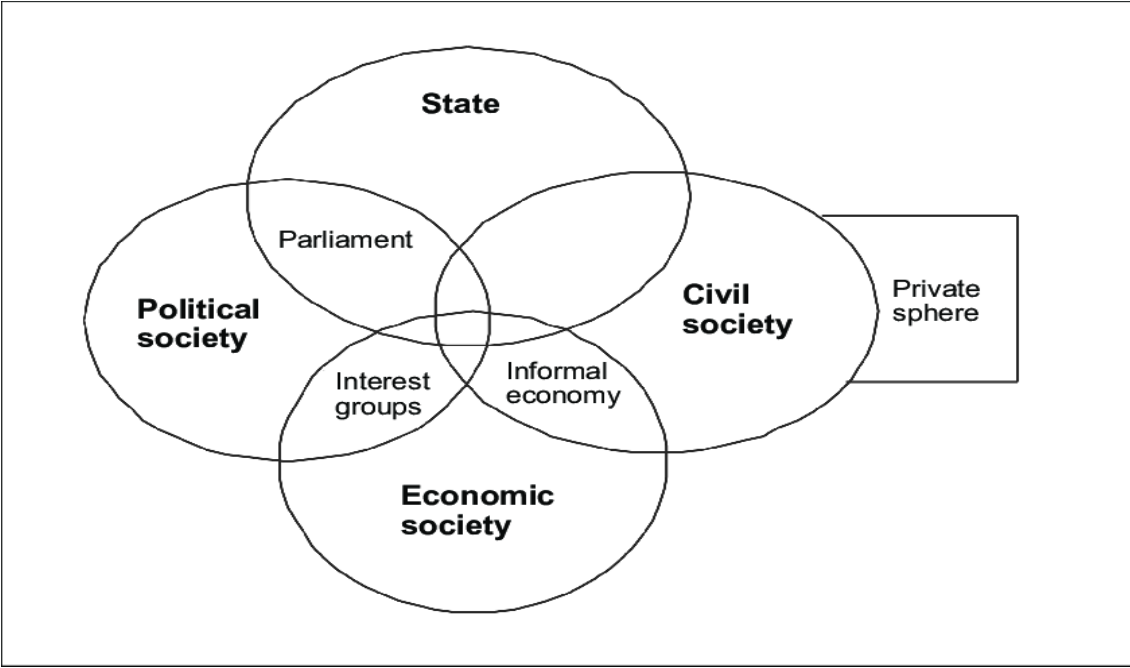 State
Parliament
Political
society
Civil
society
Private
sphere
Interest
groups
Informal
economy
Economic
society